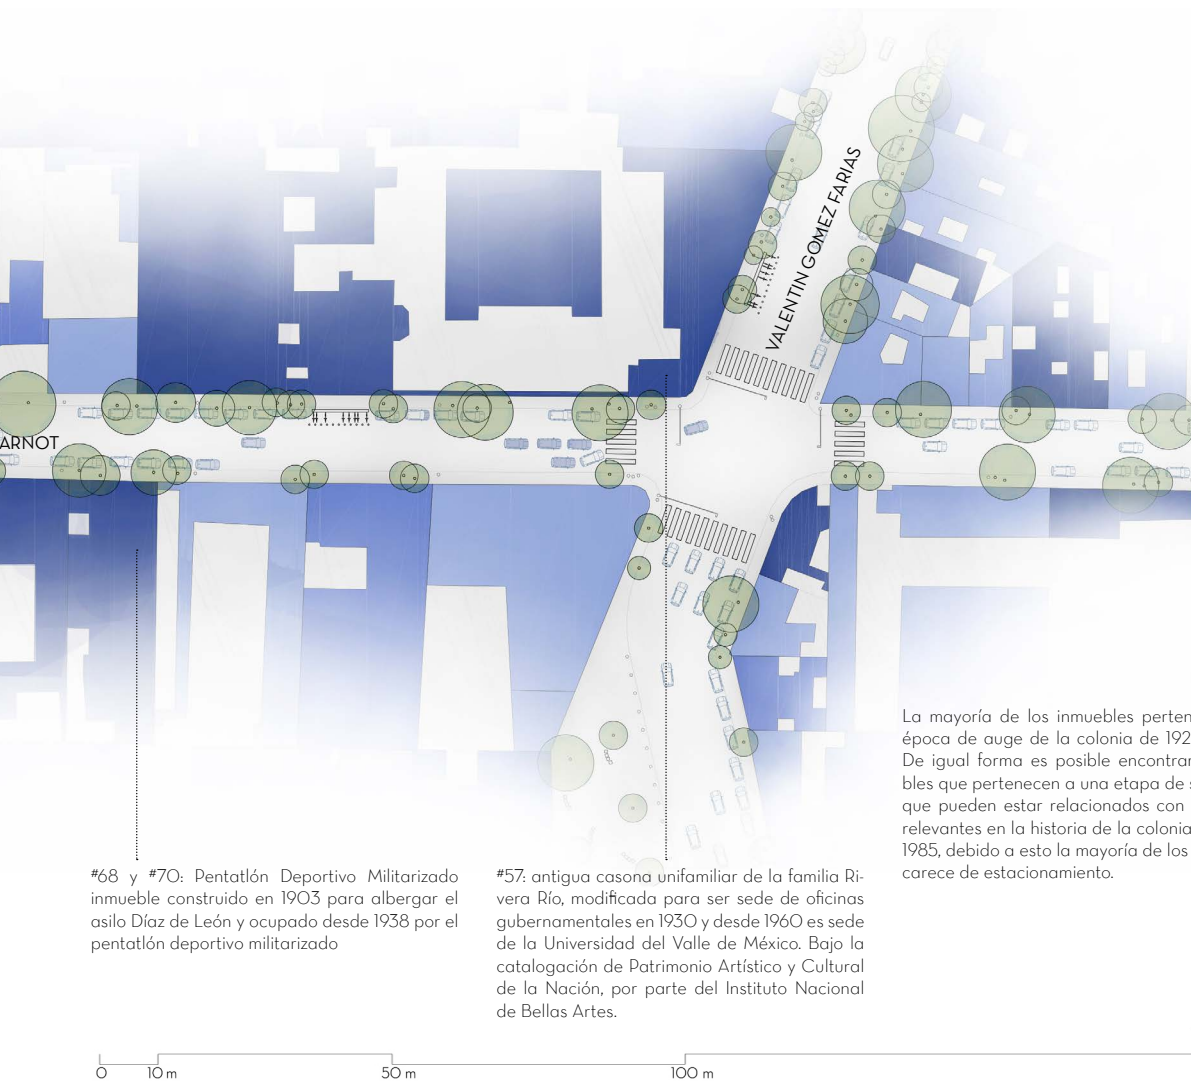 VALENTIN GOMEZ FARIAS
ARNOT
La mayoría de los inmuebles perten
época de auge de la colonia de 192
De igual forma es posible encontrar
bles que pertenecen a una etapa de s
que pueden estar relacionados con
relevantes en la historia de la colonia
1985, debido a esto la mayoría de los
carece de estacionamiento.
#68 y #70: Pentatlón Deportivo Militarizado
inmueble construido en 1903 para albergar el
asilo Díaz de León y ocupado desde 1938 por el
pentatlón deportivo militarizado
#57: antigua casona unifamiliar de la familia Ri-
vera Río, modificada para ser sede de oficinas
gubernamentales en 1930 y desde 1960 es sede
de la Universidad del Valle de México. Bajo la
catalogación de Patrimonio Artístico y Cultural
de la Nación, por parte del Instituto Nacional
de Bellas Artes.
0 10 m 50 m 100 m